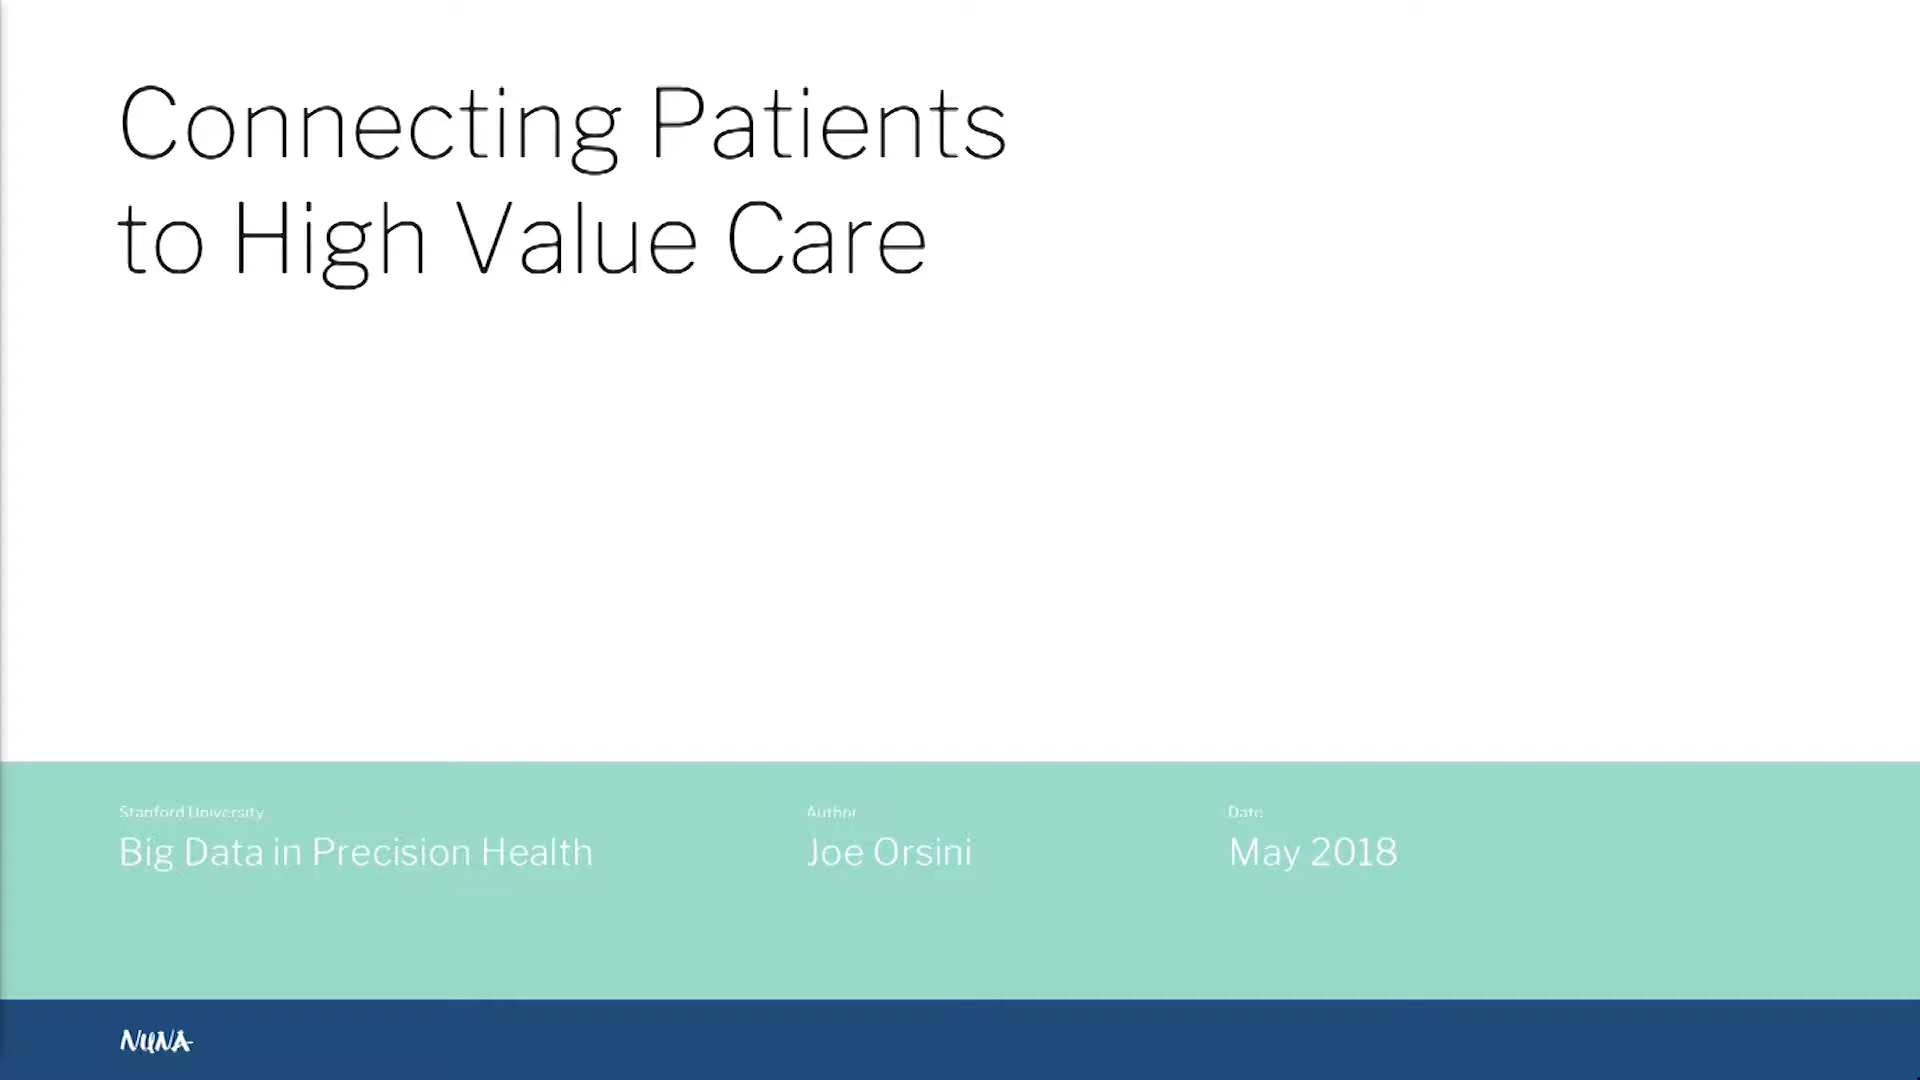 Connecting Patients
to High Value Care
Stanford University
Big Data in Precision Health
Author
Joe Orsini
Date
May 2018
NUNA